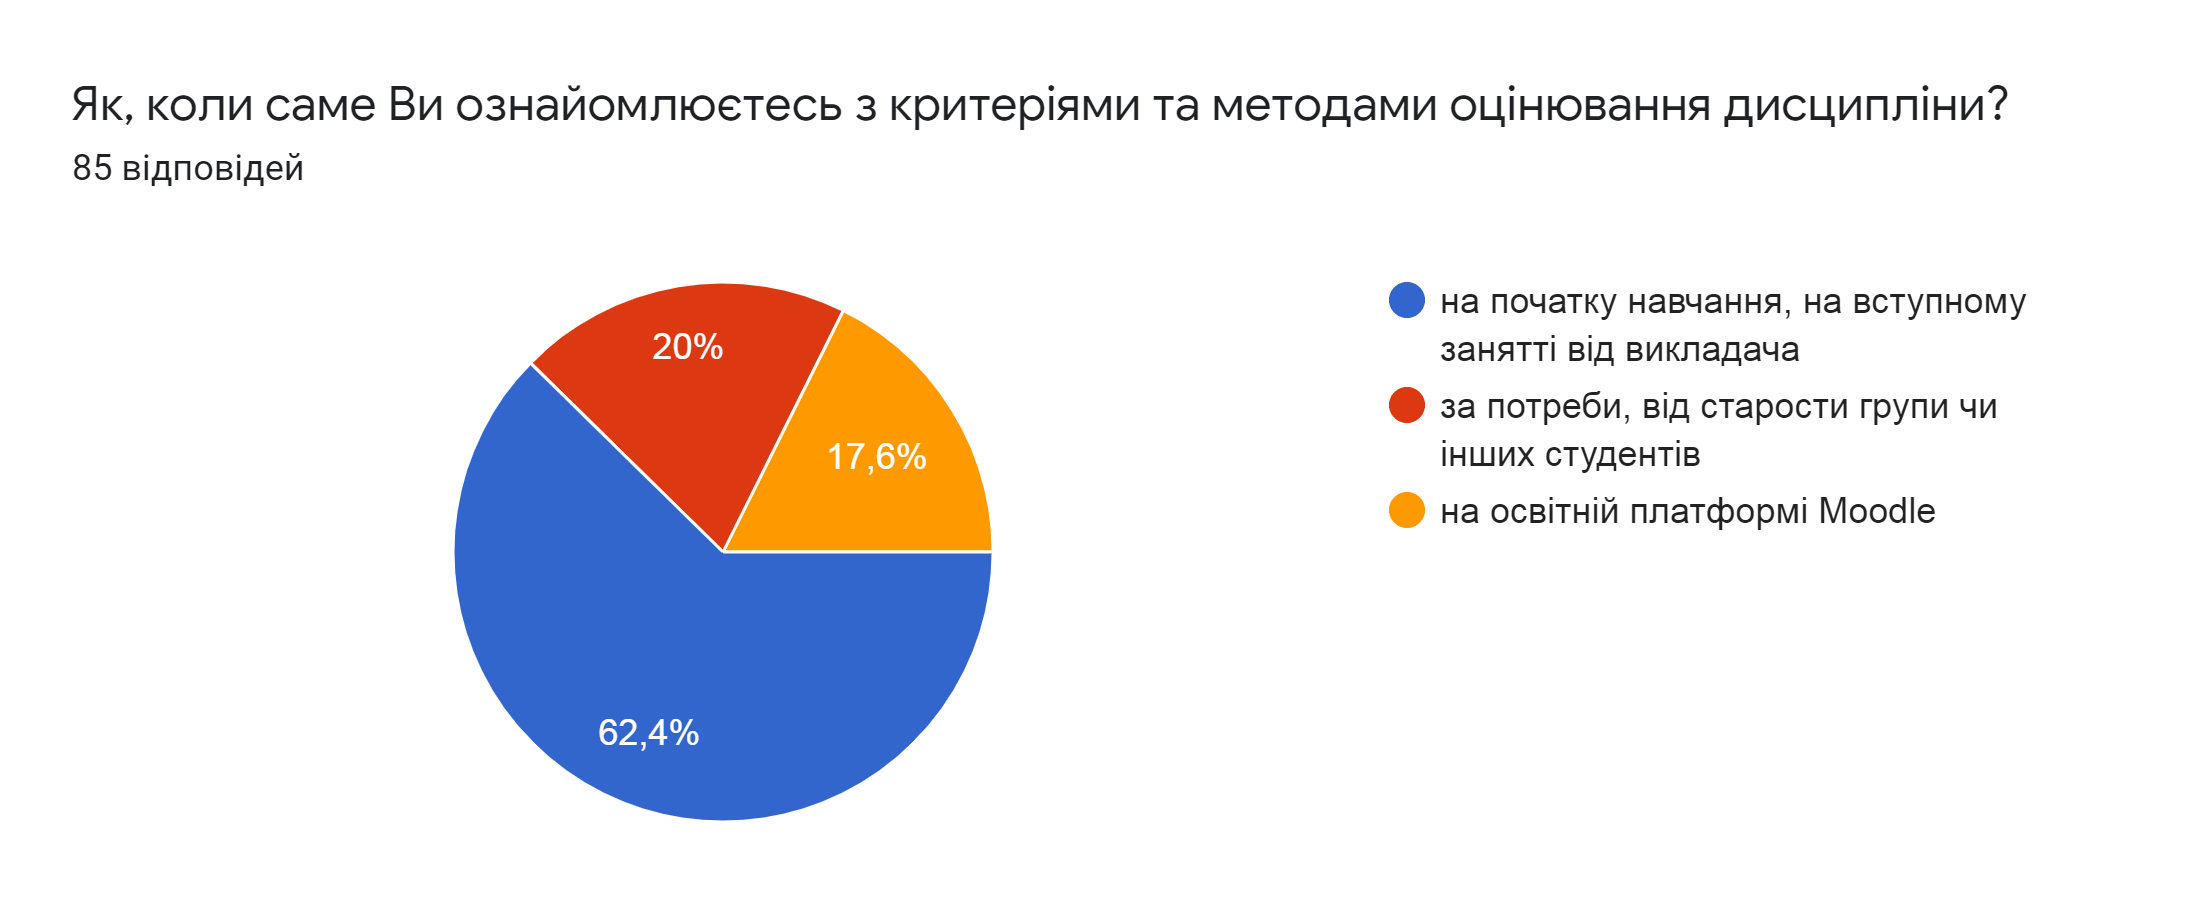 Як, коли саме Ви ознайомлюєтесь з критеріями та методами оцінювання дисципліни?
85 відповідей
20%
17,6%
62,4%
на початку навчання, на вступному
занятті від викладача
за потреби, від старости групи чи
інших студентів
на освітній платформі Moodle